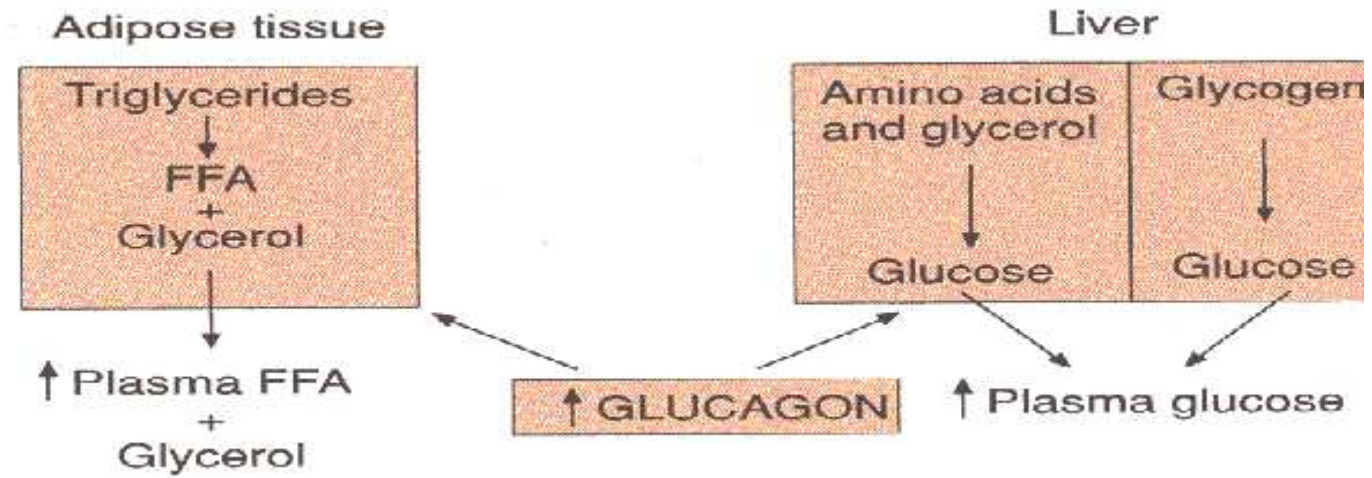 Adipose tissue
Triglycerides
FFA
+
Glycerol
↑ Plasma FFA
+
Glycerol
↑ GLUCAGON
Liver
Amino acids
and glycerol
Glucose
Glycogen
Glucose
↑ Plasma glucose